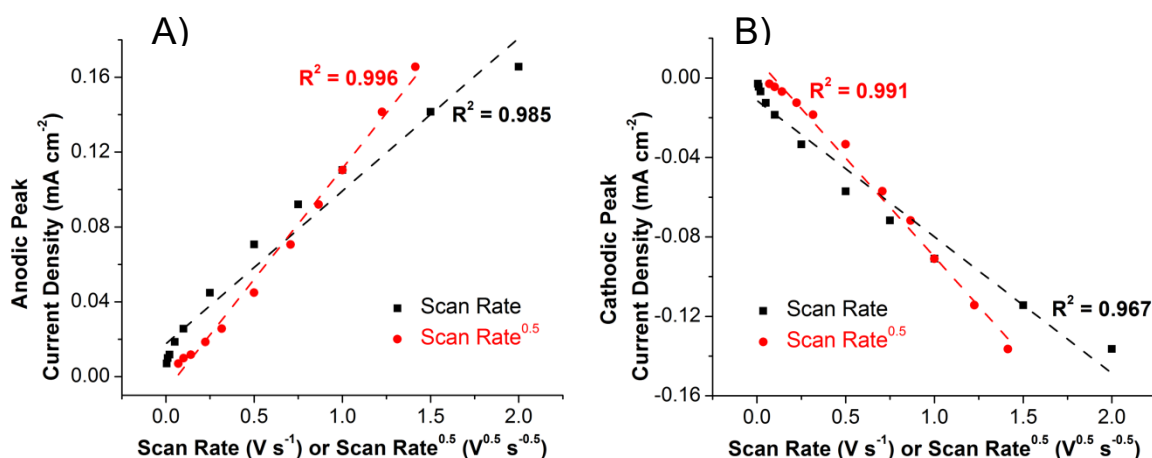 A)
R² = 0.996
R² = 0.985
Scan Rate
Scan Rate⁰·⁵
0.16
0.12
0.08
0.04
0.00
0.0 0.5 1.0 1.5 2.0
Anodic Peak
Current Density (mA cm⁻²)
Scan Rate (V s⁻¹) or Scan Rate⁰·⁵ (V⁰·⁵ s⁻⁰·⁵)
B)
R² = 0.991
R² = 0.967
Scan Rate
Scan Rate⁰·⁵
0.00
-0.04
-0.08
-0.12
-0.16
0.0 0.5 1.0 1.5 2.0
Cathodic Peak
Current Density (mA cm⁻²)
Scan Rate (V s⁻¹) or Scan Rate⁰·⁵ (V⁰·⁵ s⁻⁰·⁵)